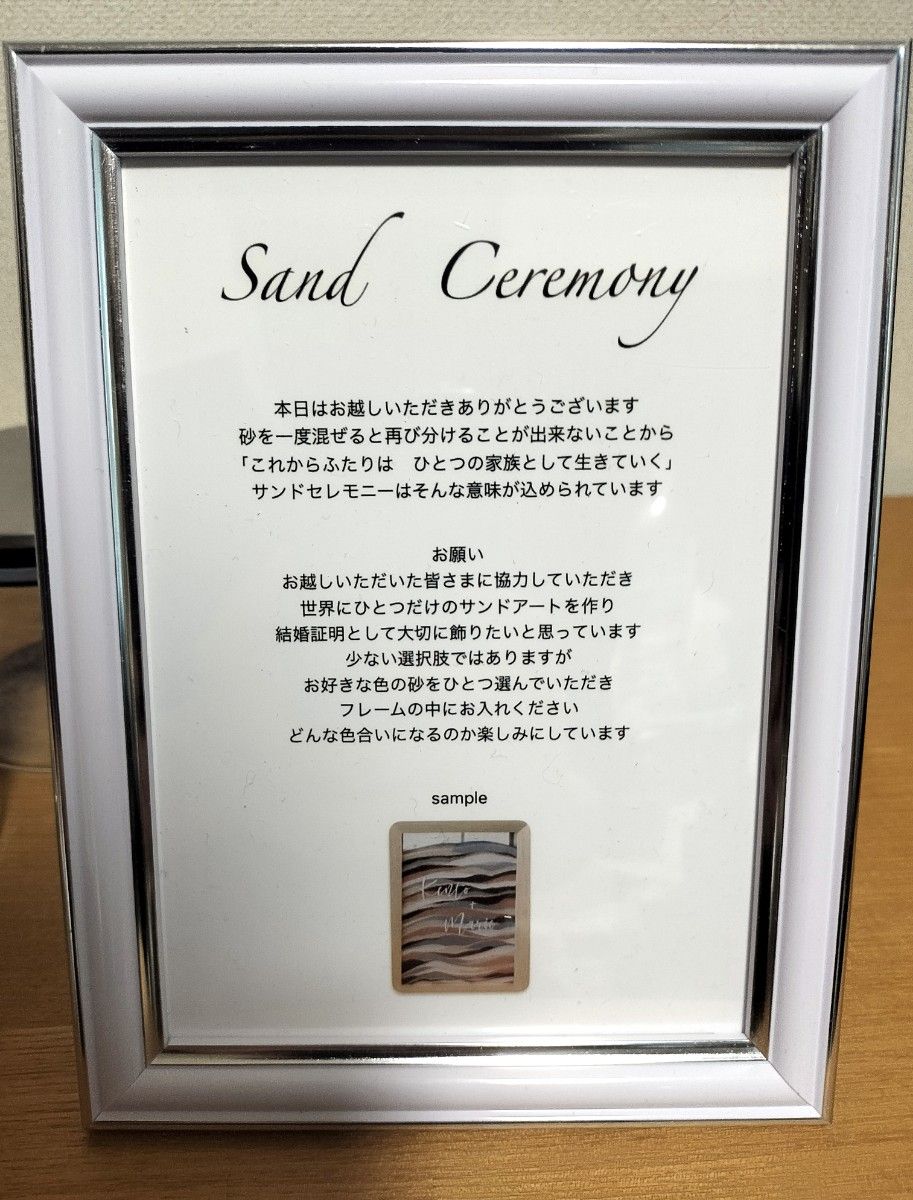 Sand Ceremony
本日はお越しいただきありがとうございます
砂を一度混ぜると再び分けることが出来ないことから
「これからふたりは　ひとつの家族として生きていく」
サンドセレモニーはそんな意味が込められています
お願い
お越しいただいた皆さまに協力していただき
世界にひとつだけのサンドアートを作り
結婚証明として大切に飾りたいと思っています
少ない選択肢ではありますが
お好きな色の砂をひとつ選んでいただき
フレームの中にお入れください
どんな色合いになるのか楽しみにしています
sample